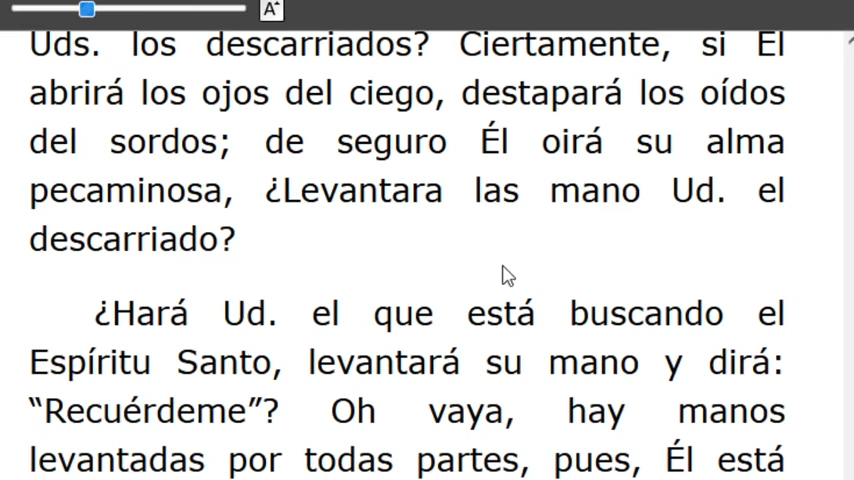 A
Uds. los descarriados? Ciertamente, si Él
abrirá los ojos del ciego, destapará los oídos
del sordos; de seguro Él oirá su alma
pecaminosa, ¿Levantara las mano Ud. el
descarriado?
¿Hará Ud. el que está buscando el
Espíritu Santo, levantará su mano y dirá:
“Recuérdeme”? Oh vaya, hay manos
levantadas por todas partes, pues, Él está